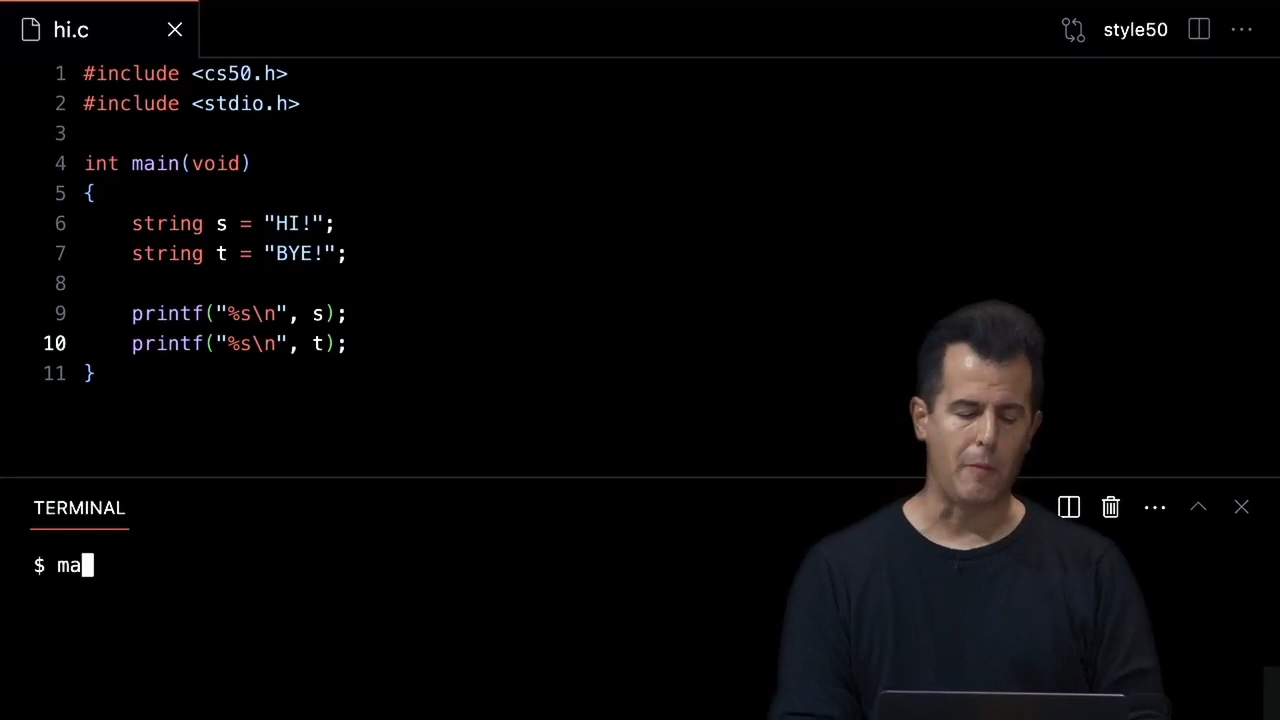 hi.c
style50
1 #include <cs50.h>
2 #include <stdio.h>
3
4 int main(void)
5 {
6     string s = "HI!";
7     string t = "BYE!";
8
9     printf("%s\n", s);
10     printf("%s\n", t);
11 }
TERMINAL
$ ma